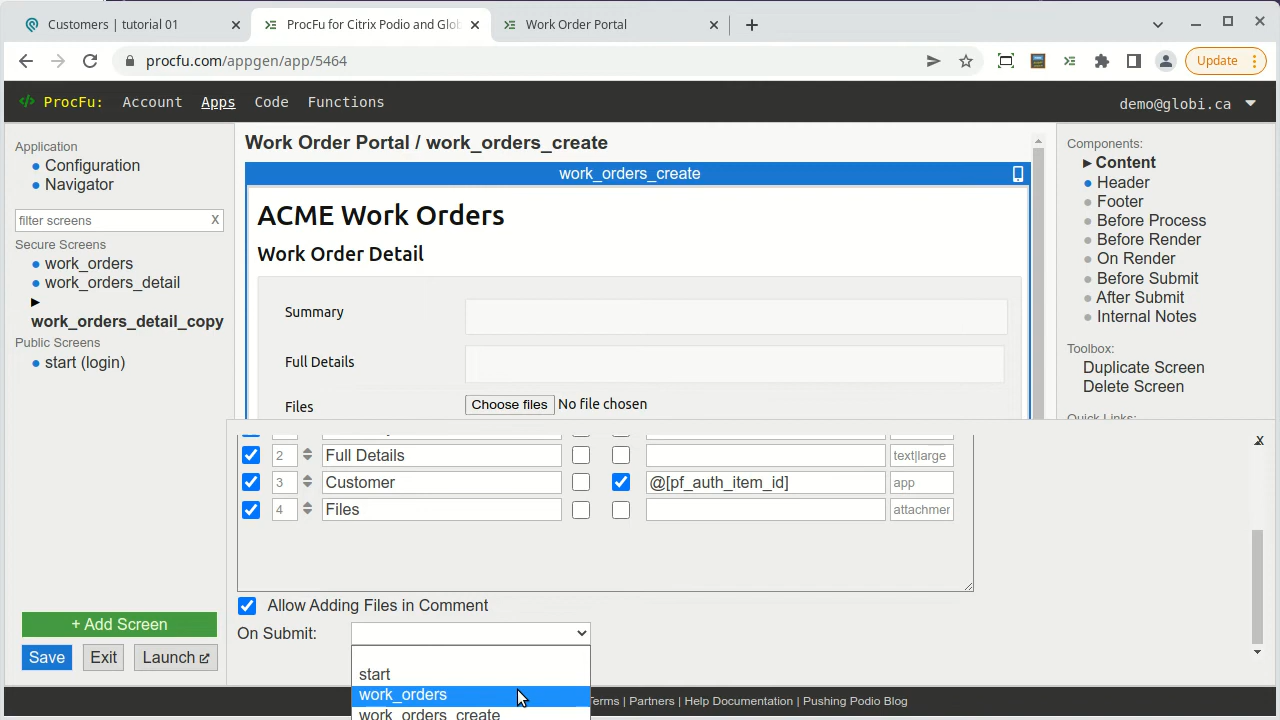 Customers | tutorial 01
ProcFu for Citrix Podio and Glo
Work Order Portal
procfu.com/appgen/app/5464
Update
ProcFu: Account Apps Code Functions
demo@globi.ca
Application
Configuration
Navigator
filter screens X
Secure Screens
work_orders
work_orders_detail
work_orders_detail_copy
Public Screens
start (login)
+ Add Screen
Save Exit Launch
Work Order Portal / work_orders_create
work_orders_create
ACME Work Orders
Work Order Detail
Summary
Full Details
Files Choose files No file chosen
Components:
Content
Header
Footer
Before Process
Before Render
On Render
Before Submit
After Submit
Internal Notes
Toolbox:
Duplicate Screen
Delete Screen
Quick Links:
x
2 Full Details text|large
3 Customer @[pf_auth_item_id] app
4 Files attachmer
Allow Adding Files in Comment
On Submit:
start
work_orders
work_orders_create
Terms | Partners | Help Documentation | Pushing Podio Blog